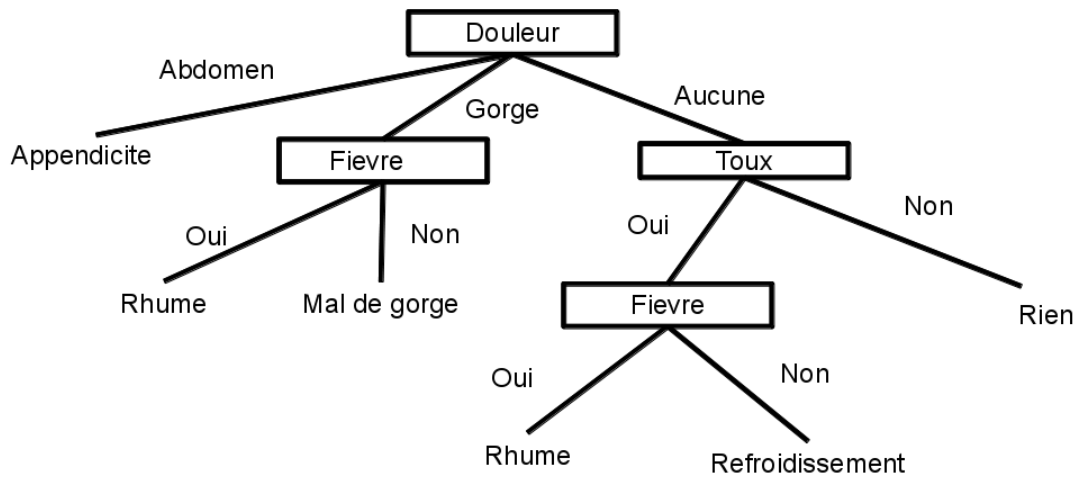 Douleur
Abdomen
Gorge
Aucune
Appendicite
Fievre
Toux
Oui
Non
Oui
Non
Rhume
Mal de gorge
Fievre
Rien
Oui
Non
Rhume
Refroidissement